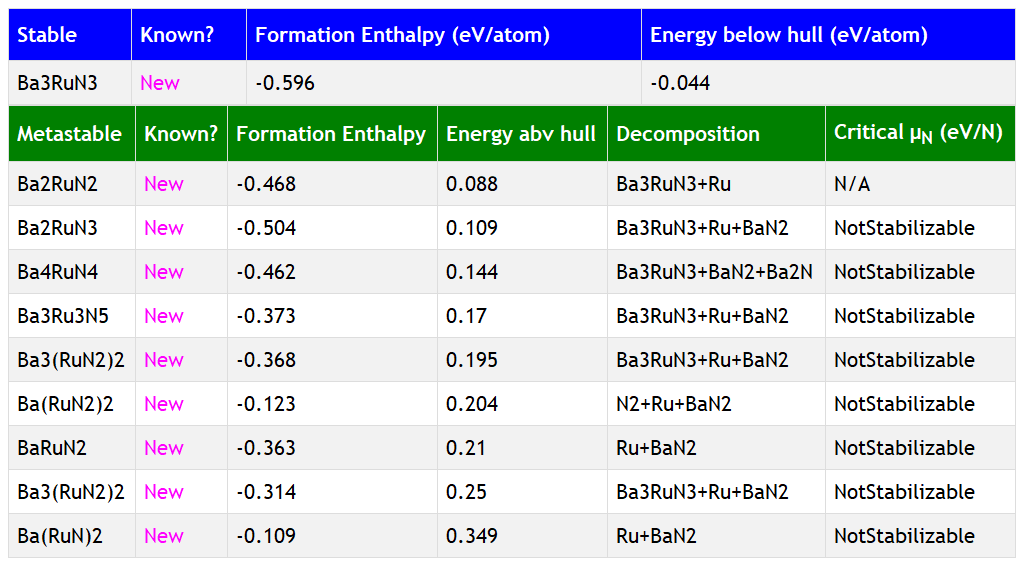 Stable Known? Formation Enthalpy (eV/atom) Energy below hull (eV/atom)
Ba3RuN3 New -0.596 -0.044
Metastable Known? Formation Enthalpy Energy abv hull Decomposition Critical μN (eV/N)
Ba2RuN2 New -0.468 0.088 Ba3RuN3+Ru N/A
Ba2RuN3 New -0.504 0.109 Ba3RuN3+Ru+BaN2 NotStabilizable
Ba4RuN4 New -0.462 0.144 Ba3RuN3+BaN2+Ba2N NotStabilizable
Ba3Ru3N5 New -0.373 0.17 Ba3RuN3+Ru+BaN2 NotStabilizable
Ba3(RuN2)2 New -0.368 0.195 Ba3RuN3+Ru+BaN2 NotStabilizable
Ba(RuN2)2 New -0.123 0.204 N2+Ru+BaN2 NotStabilizable
BaRuN2 New -0.363 0.21 Ru+BaN2 NotStabilizable
Ba3(RuN2)2 New -0.314 0.25 Ba3RuN3+Ru+BaN2 NotStabilizable
Ba(RuN)2 New -0.109 0.349 Ru+BaN2 NotStabilizable